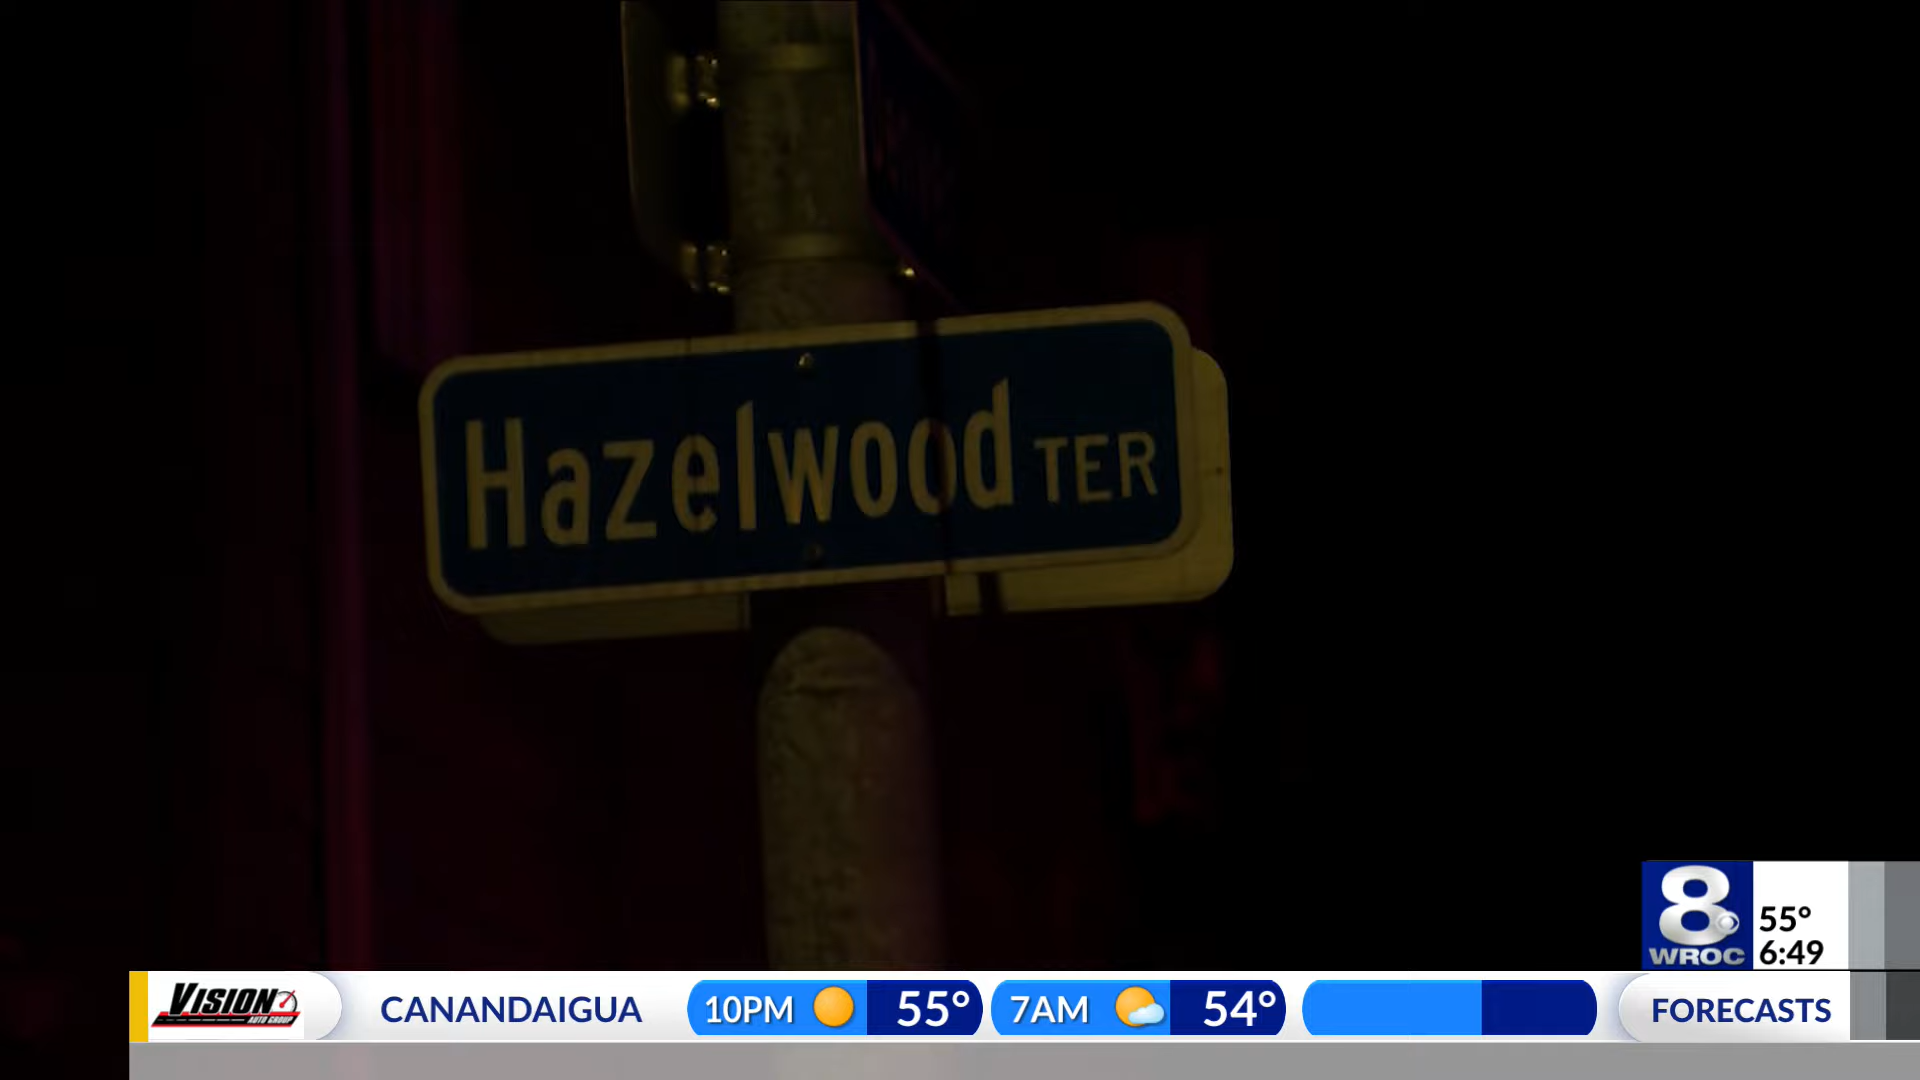 Hazelwood TER
8
WROC
55°
6:49
VISION
AUTO GROUP
CANANDAIGUA
10PM 55°
7AM 54°
FORECASTS